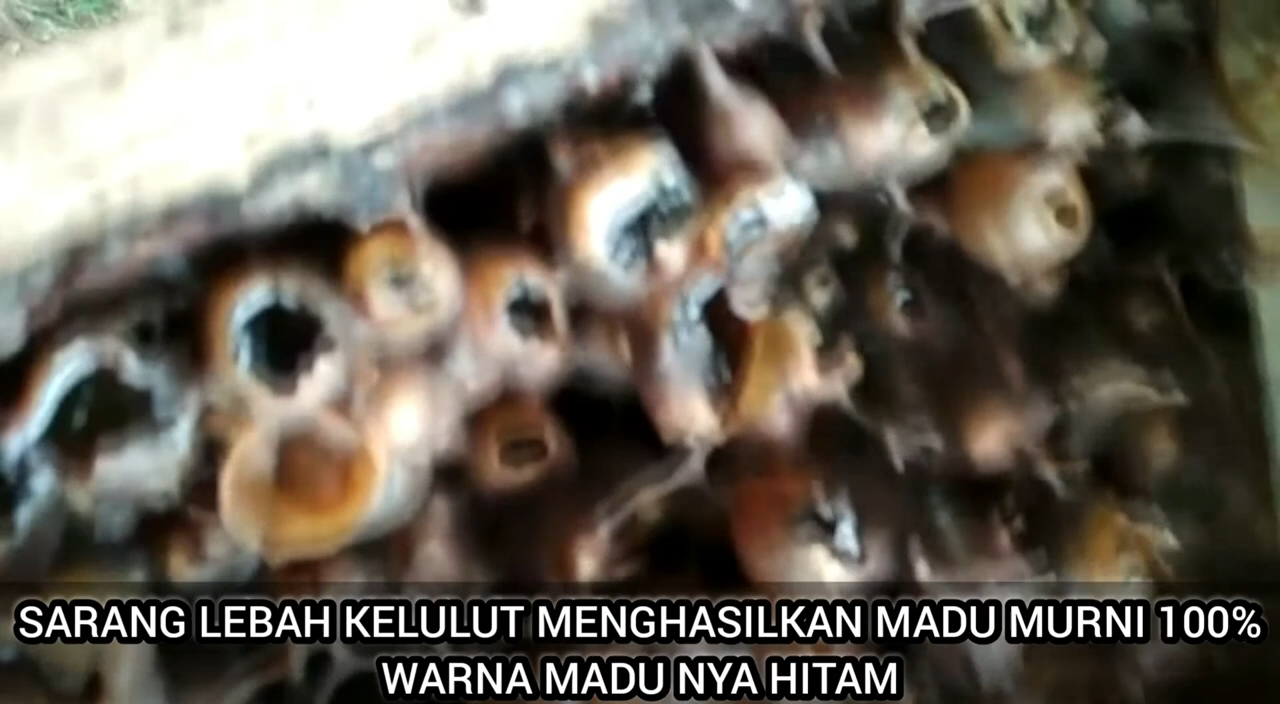 SARANG LEBAH KELULUT MENGHASILKAN MADU MURNI 100%
WARNA MADU NYA HITAM